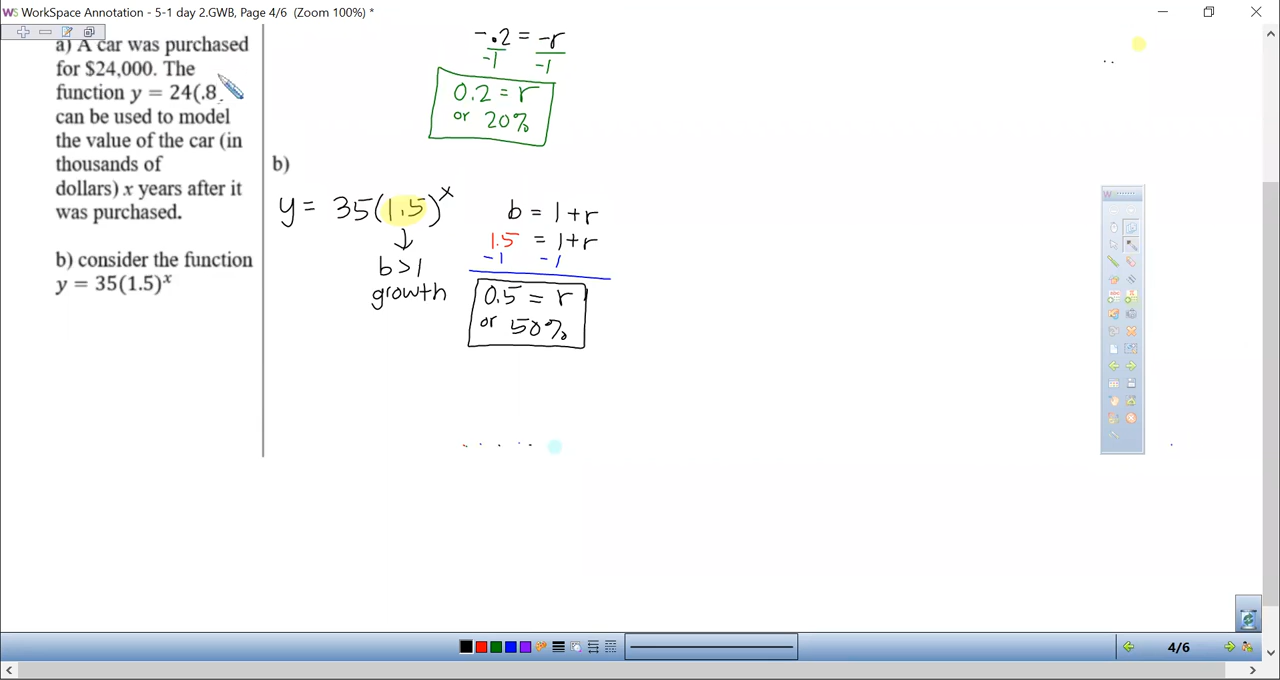 WorkSpace Annotation - 5-1 day 2.GWB, Page 4/6 (Zoom 100%) *
a) A car was purchased
for $24,000. The
function y = 24(.8
can be used to model
the value of the car (in
thousands of
dollars) x years after it
was purchased.
b) consider the function
y = 35(1.5)^x
-.2 = -r
-1 -1
0.2 = r
or 20%
b)
y = 35(1.5)^x
↓
b > 1
growth
b = 1 + r
1.5 = 1 + r
-1 -1
0.5 = r
or 50%
4/6